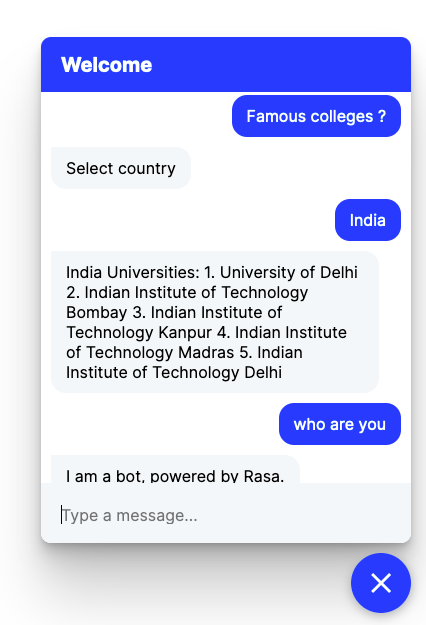 Welcome
Famous colleges ?
Select country
India
India Universities: 1. University of Delhi
2. Indian Institute of Technology
Bombay 3. Indian Institute of
Technology Kanpur 4. Indian Institute
of Technology Madras 5. Indian
Institute of Technology Delhi
who are you
I am a bot, powered by Rasa.
Type a message...